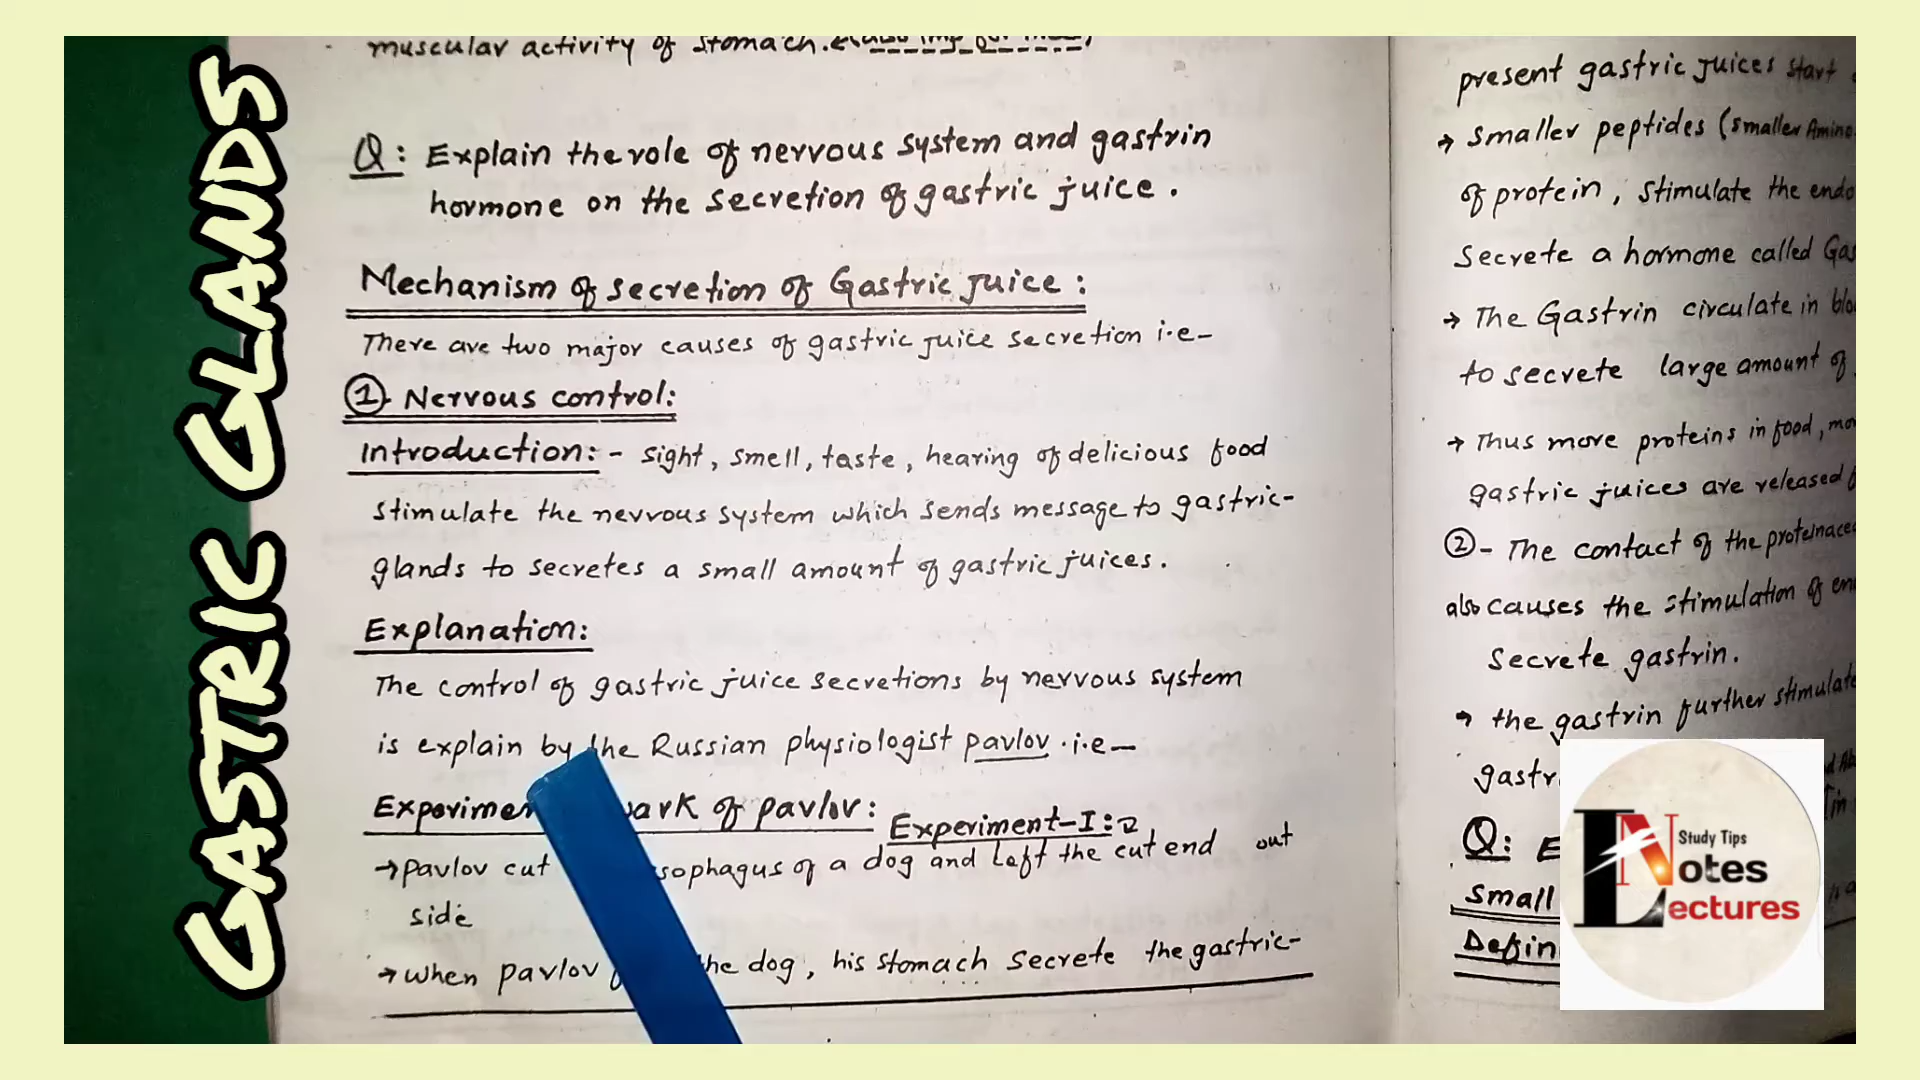 GASTRIC GLANDS
muscular activity of stomach.
Q: Explain the role of nervous system and gastrin
hormone on the secretion of gastric juice.
Mechanism of secretion of Gastric juice:
There are two major causes of gastric juice secretion i.e-
① Nervous control:
Introduction:- sight, smell, taste, hearing of delicious food
stimulate the nervous system which sends message to gastric-
glands to secretes a small amount of gastric juices.
Explanation:
The control of gastric juice secretions by nervous system
is explain by the Russian physiologist pavlov .i.e—
work of pavlov: Experiment-I:
→ pavlov cut of a dog and left the cut end out
side
→ when pavlov the dog, his stomach secrete the gastric-
present gastric juices start
→ smaller peptides (smaller Amino
of protein, stimulate the
secrete a hormone called
→ The Gastrin circulate in
to secrete large amount of
→ Thus more proteins in food,
gastric juices are released
②- The contact of the
also causes the stimulation of
secrete gastrin.
→ the gastrin further
Q:
small
Study Tips
Notes
Lectures